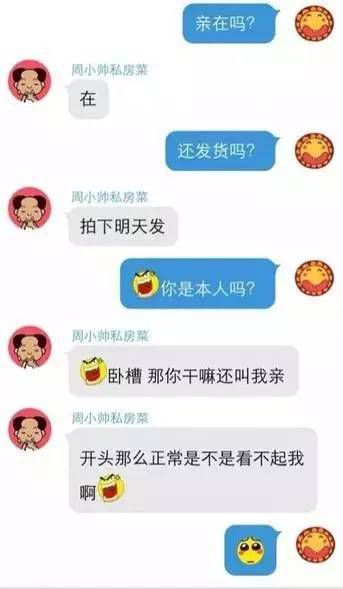 亲在吗?
周小帅私房菜
在
还发货吗?
周小帅私房菜
拍下明天发
你是本人吗?
周小帅私房菜
卧槽 那你干嘛还叫我亲
周小帅私房菜
开头那么正常是不是看不起我
啊